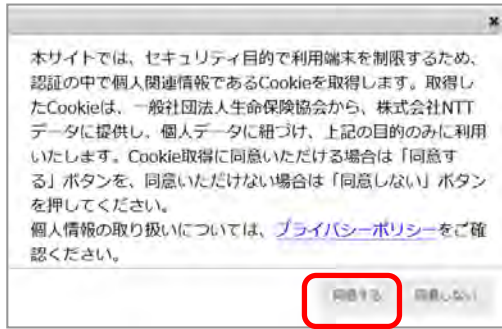 ×
本サイトでは、セキュリティ目的で利用端末を制限するため、
認証の中で個人関連情報であるCookieを取得します。取得し
たCookieは、一般社団法人生命保険協会から、株式会社NTT
データに提供し、個人データに紐づけ、上記の目的のみに利用
いたします。Cookie取得に同意いただける場合は「同意す
る」ボタンを、同意いただけない場合は「同意しない」ボタン
を押してください。
個人情報の取り扱いについては、プライバシーポリシーをご確
認ください。
同意する 同意しない